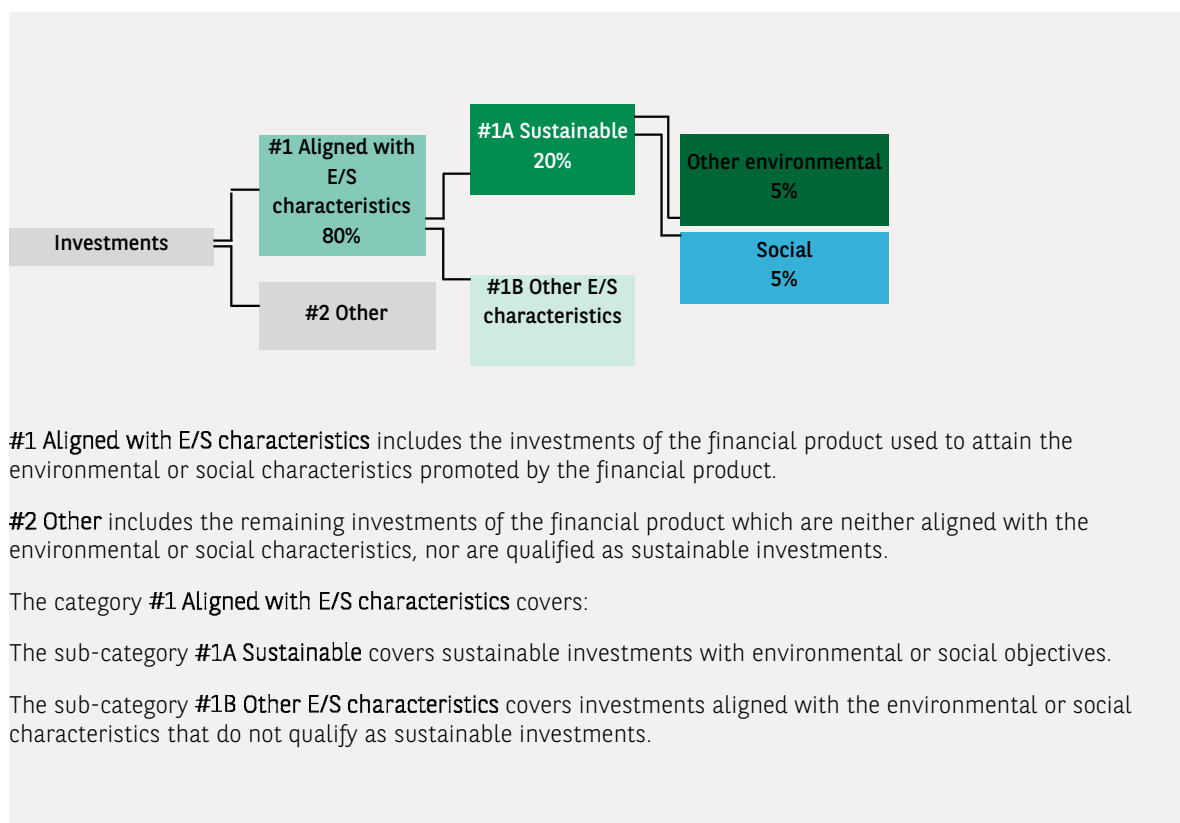 #1A Sustainable
20%
#1 Aligned with
E/S
characteristics
80%
Other environmental
5%
Investments
Social
5%
#1B Other E/S
characteristics
#2 Other
#1 Aligned with E/S characteristics includes the investments of the financial product used to attain the
environmental or social characteristics promoted by the financial product.
#2 Other includes the remaining investments of the financial product which are neither aligned with the
environmental or social characteristics, nor are qualified as sustainable investments.
The category #1 Aligned with E/S characteristics covers:
The sub-category #1A Sustainable covers sustainable investments with environmental or social objectives.
The sub-category #1B Other E/S characteristics covers investments aligned with the environmental or social
characteristics that do not qualify as sustainable investments.